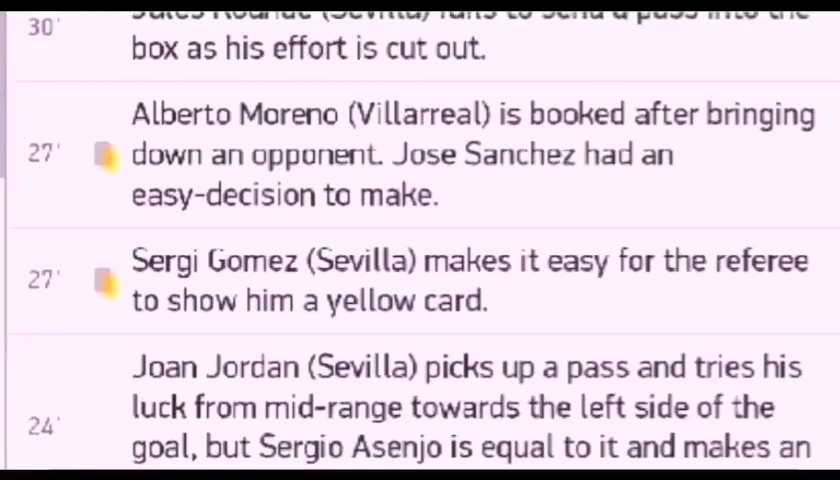 30'
box as his effort is cut out.
Alberto Moreno (Villarreal) is booked after bringing
27' down an opponent. Jose Sanchez had an
easy-decision to make.
Sergi Gomez (Sevilla) makes it easy for the referee
27'
to show him a yellow card.
Joan Jordan (Sevilla) picks up a pass and tries his
luck from mid-range towards the left side of the
24'
goal, but Sergio Asenjo is equal to it and makes an